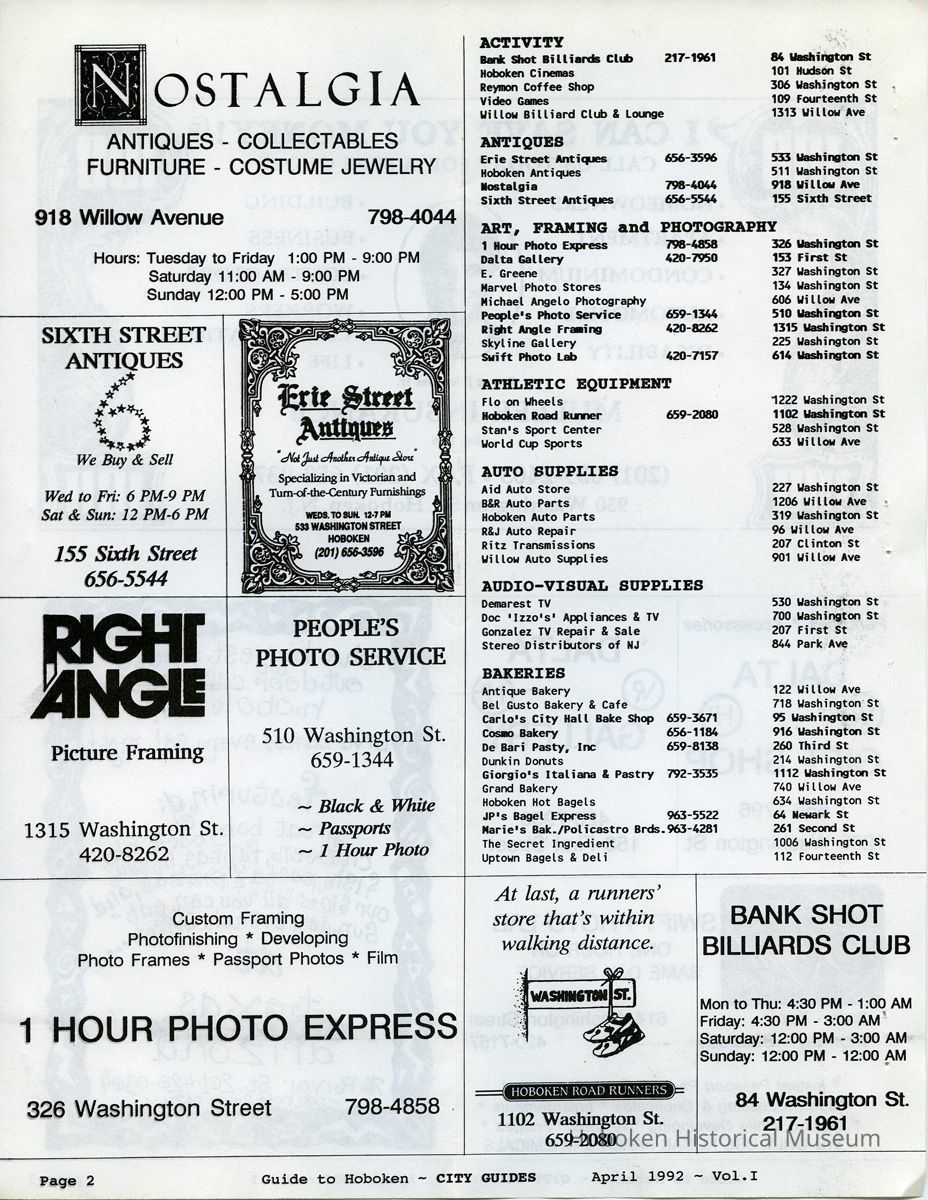 NOSTALGIA
ANTIQUES - COLLECTABLES
FURNITURE - COSTUME JEWELRY
918 Willow Avenue 798-4044
Hours: Tuesday to Friday 1:00 PM - 9:00 PM
Saturday 11:00 AM - 9:00 PM
Sunday 12:00 PM - 5:00 PM
SIXTH STREET
ANTIQUES
6
We Buy & Sell
Wed to Fri: 6 PM-9 PM
Sat & Sun: 12 PM-6 PM
155 Sixth Street
656-5544
Erie Street
Antiques
"Not Just Another Antique Store"
Specializing in Victorian and
Turn-of-the-Century Furnishings
WEDS. TO SUN. 12-7 PM
533 WASHINGTON STREET
HOBOKEN
(201) 656-3596
RIGHT
ANGLE
Picture Framing
1315 Washington St.
420-8262
PEOPLE'S
PHOTO SERVICE
510 Washington St.
659-1344
~ Black & White
~ Passports
~ 1 Hour Photo
Custom Framing
Photofinishing * Developing
Photo Frames * Passport Photos * Film
1 HOUR PHOTO EXPRESS
326 Washington Street 798-4858
ACTIVITY
Bank Shot Billiards Club 217-1961 84 Washington St
Hoboken Cinemas 101 Hudson St
Reymon Coffee Shop 306 Washington St
Video Games 109 Fourteenth St
Willow Billiard Club & Lounge 1313 Willow Ave
ANTIQUES
Erie Street Antiques 656-3596 533 Washington St
Hoboken Antiques 511 Washington St
Nostalgia 798-4044 918 Willow Ave
Sixth Street Antiques 656-5544 155 Sixth Street
ART, FRAMING and PHOTOGRAPHY
1 Hour Photo Express 798-4858 326 Washington St
Dalta Gallery 420-7950 153 First St
E. Greene 327 Washington St
Marvel Photo Stores 134 Washington St
Michael Angelo Photography 606 Willow Ave
People's Photo Service 659-1344 510 Washington St
Right Angle Framing 420-8262 1315 Washington St
Skyline Gallery 225 Washington St
Swift Photo Lab 420-7157 614 Washington St
ATHLETIC EQUIPMENT
Flo on Wheels 1222 Washington St
Hoboken Road Runner 659-2080 1102 Washington St
Stan's Sport Center 528 Washington St
World Cup Sports 633 Willow Ave
AUTO SUPPLIES
Aid Auto Store 227 Washington St
B&R Auto Parts 1206 Willow Ave
Hoboken Auto Parts 319 Washington St
R&J Auto Repair 96 Willow Ave
Ritz Transmissions 207 Clinton St
Willow Auto Supplies 901 Willow Ave
AUDIO-VISUAL SUPPLIES
Demarest TV 530 Washington St
Doc 'Izzo's' Appliances & TV 700 Washington St
Gonzalez TV Repair & Sale 207 First St
Stereo Distributors of NJ 844 Park Ave
BAKERIES
Antique Bakery 122 Willow Ave
Bel Gusto Bakery & Cafe 718 Washington St
Carlo's City Hall Bake Shop 659-3671 95 Washington St
Cosmo Bakery 656-1184 916 Washington St
De Bari Pasty, Inc 659-8138 260 Third St
Dunkin Donuts 214 Washington St
Giorgio's Italiana & Pastry 792-3535 1112 Washington St
Grand Bakery 740 Willow Ave
Hoboken Hot Bagels 634 Washington St
JP's Bagel Express 963-5522 64 Newark St
Marie's Bak./Policastro Brds. 963-4281 261 Second St
The Secret Ingredient 1006 Washington St
Uptown Bagels & Deli 112 Fourteenth St
At last, a runners'
store that's within
walking distance.
WASHINGTON ST.
HOBOKEN ROAD RUNNERS
1102 Washington St.
659-2080
BANK SHOT
BILLIARDS CLUB
Mon to Thu: 4:30 PM - 1:00 AM
Friday: 4:30 PM - 3:00 AM
Saturday: 12:00 PM - 3:00 AM
Sunday: 12:00 PM - 12:00 AM
84 Washington St.
217-1961
Hoboken Historical Museum
Page 2 Guide to Hoboken ~ CITY GUIDES April 1992 ~ Vol.I